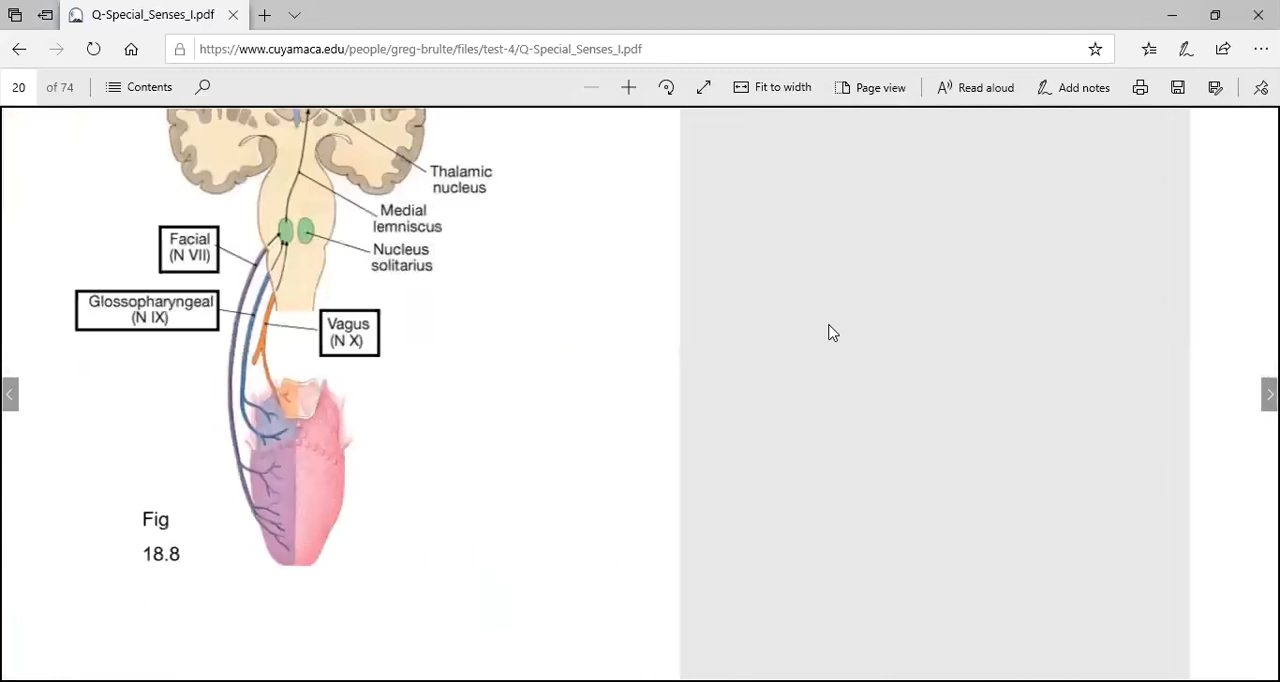 Q-Special_Senses_I.pdf
https://www.cuyamaca.edu/people/greg-brulte/files/test-4/Q-Special_Senses_I.pdf
20 of 74
Contents
Fit to width
Page view
Read aloud
Add notes
Thalamic
nucleus
Medial
lemniscus
Nucleus
solitarius
Facial
(N VII)
Glossopharyngeal
(N IX)
Vagus
(N X)
Fig
18.8